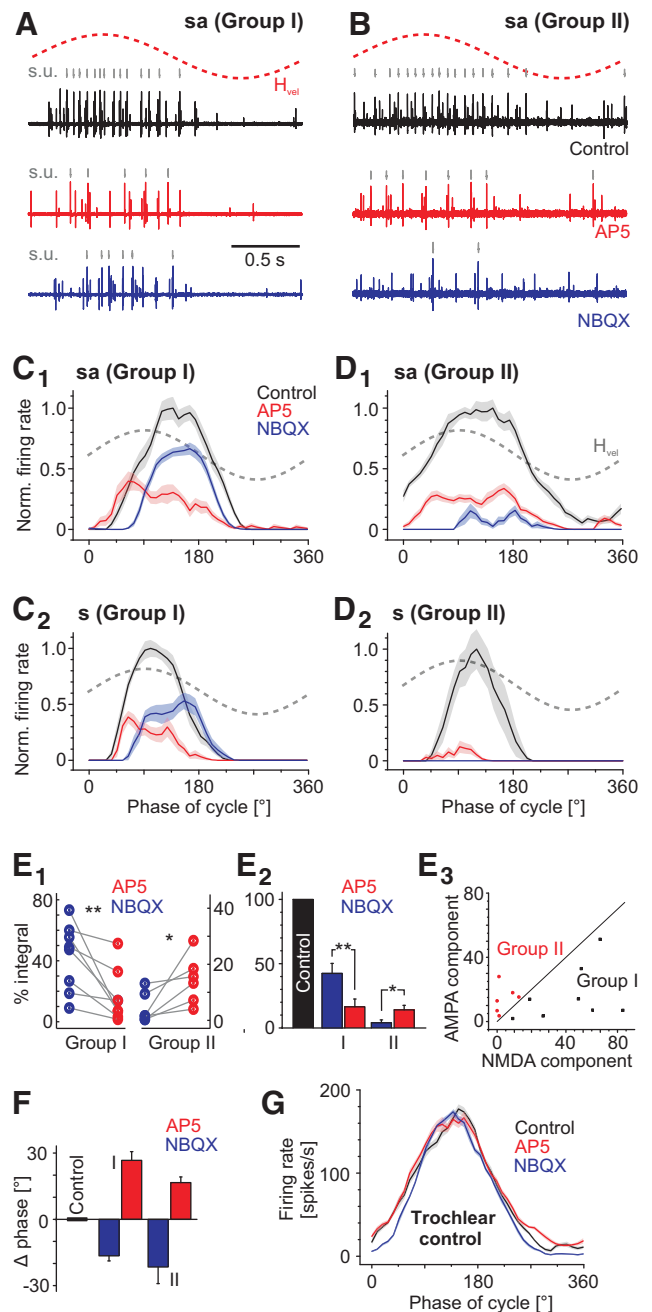 A sa (Group I)
B sa (Group II)
s.u.
Hvel
Control
s.u.
AP5
s.u.
0.5 s
NBQX
C1 sa (Group I)
D1 sa (Group II)
Control
AP5
NBQX
Hvel
Norm. firing rate
1.0
0.5
0
0 180 360
0 180 360
C2 s (Group I)
D2 s (Group II)
Norm. firing rate
1.0
0.5
0
0 180 360
Phase of cycle [°]
0 180 360
Phase of cycle [°]
E1
AP5
NBQX
% integral
80
40
0
**
*
40
20
0
Group I Group II
E2
AP5
NBQX
100
50
0
Control
**
*
I II
E3
AMPA component
80
40
0
Group II
Group I
0 40 80
NMDA component
F
AP5
NBQX
Δ phase [°]
30
0
-30
Control
I
II
G
Firing rate
[spikes/s]
200
100
0
Control
AP5
NBQX
Trochlear
control
0 180 360
Phase of cycle [°]